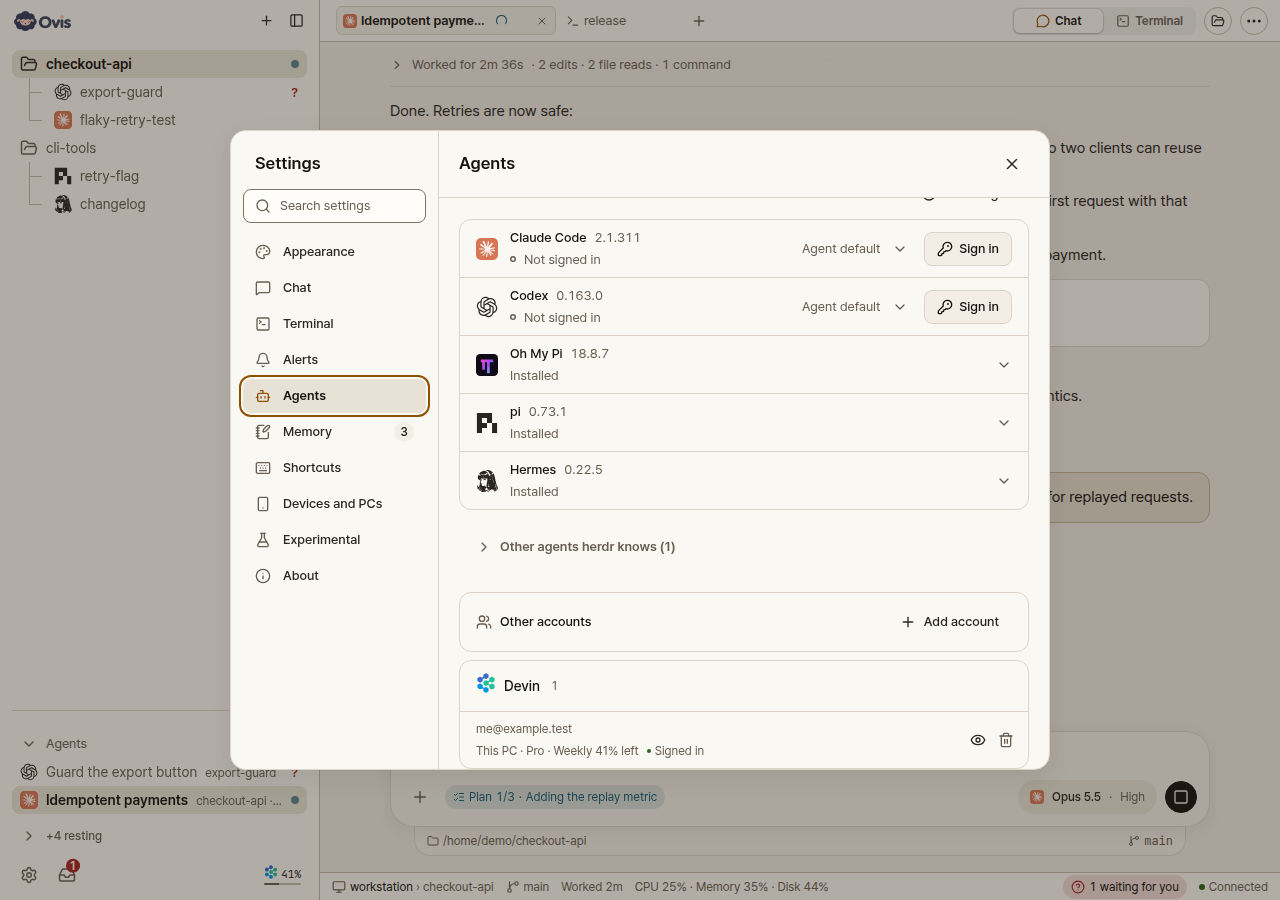 Ovis
Idempotent payme...
release
Chat
Terminal
checkout-api
export-guard ?
flaky-retry-test
cli-tools
retry-flag
changelog
Worked for 2m 36s · 2 edits · 2 file reads · 1 command
Done. Retries are now safe:
o two clients can reuse
irst request with that
payment.
ntics.
for replayed requests.
Settings
Search settings
Appearance
Chat
Terminal
Alerts
Agents
Memory 3
Shortcuts
Devices and PCs
Experimental
About
Agents
Claude Code 2.1.311
Not signed in
Agent default
Sign in
Codex 0.163.0
Not signed in
Agent default
Sign in
Oh My Pi 18.8.7
Installed
pi 0.73.1
Installed
Hermes 0.22.5
Installed
Other agents herdr knows (1)
Other accounts
Add account
Devin 1
me@example.test
This PC · Pro · Weekly 41% left • Signed in
Agents
Guard the export button export-guard ?
Idempotent payments checkout-api ·...
+4 resting
1
41%
Plan 1/3 · Adding the replay metric
Opus 5.5 · High
/home/demo/checkout-api
main
workstation › checkout-api
main
Worked 2m
CPU 25% · Memory 35% · Disk 44%
1 waiting for you
Connected